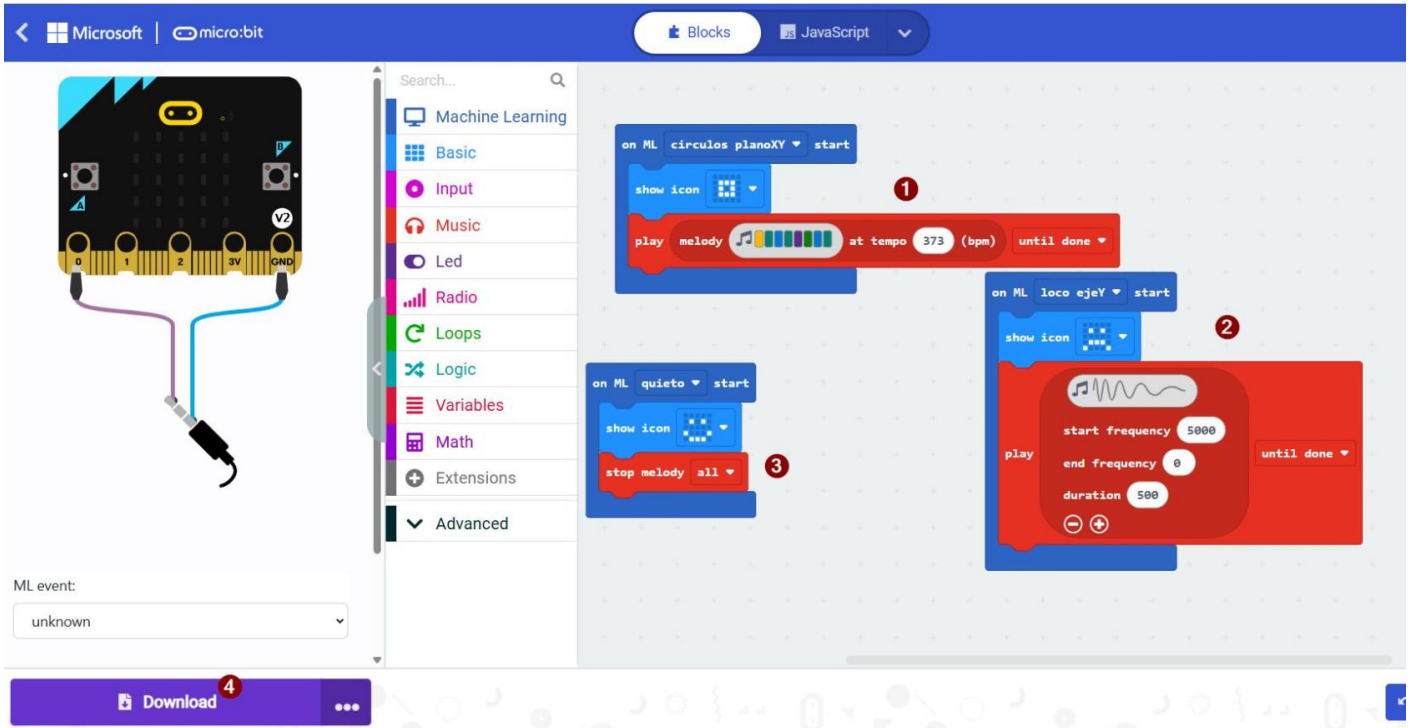 Microsoft | micro:bit
Blocks
JavaScript
B
A
V2
0 1 2 3V GND
ML event:
unknown
Search...
Machine Learning
Basic
Input
Music
Led
Radio
Loops
Logic
Variables
Math
Extensions
Advanced
on ML circulos planoXY start
show icon
play melody at tempo 373 (bpm) until done
1
on ML loco ejeY start
show icon
2
play
start frequency 5000
end frequency 0
duration 500
until done
on ML quieto start
show icon
stop melody all
3
Download
4